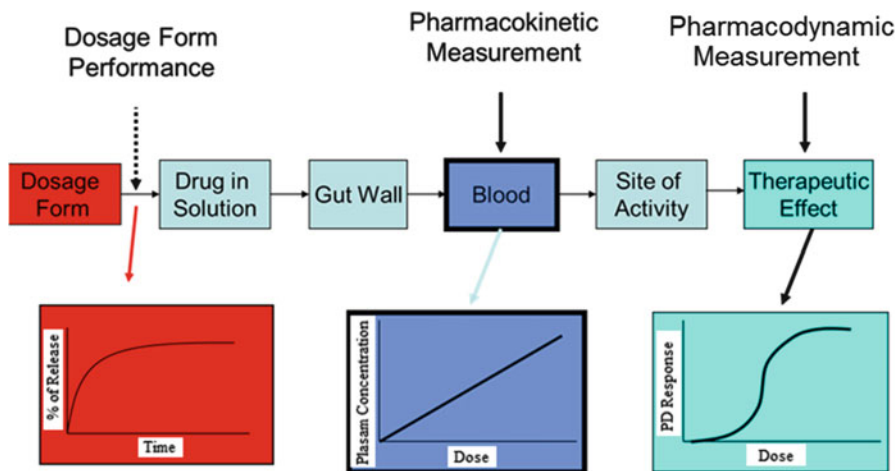 Dosage Form
Performance
Pharmacokinetic
Measurement
Pharmacodynamic
Measurement
Dosage
Form
Drug in
Solution
Gut Wall
Blood
Site of
Activity
Therapeutic
Effect
% of Release
Time
Plasam Concentration
Dose
PD Response
Dose